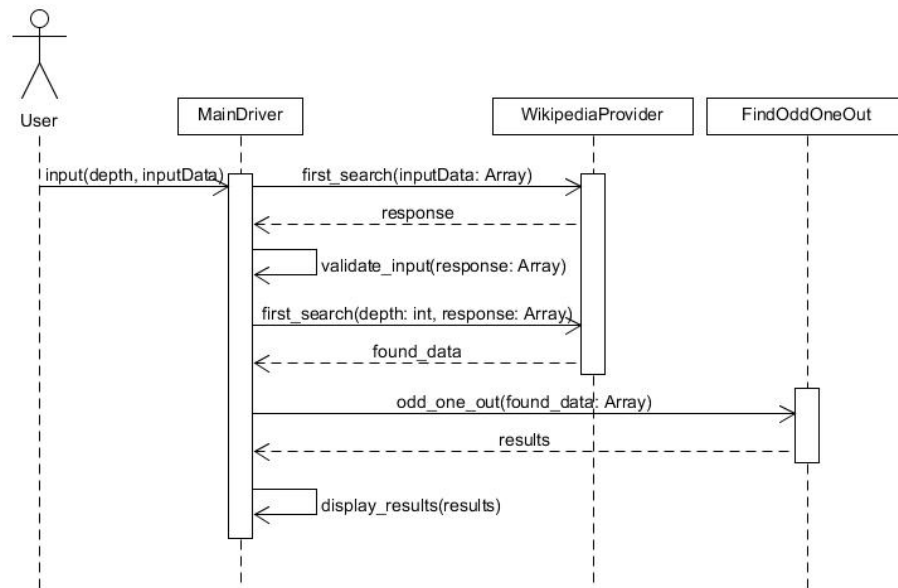 User
MainDriver
WikipediaProvider
FindOddOneOut
input(depth, inputData)
first_search(inputData: Array)
response
validate_input(response: Array)
first_search(depth: int, response: Array)
found_data
odd_one_out(found_data: Array)
results
display_results(results)